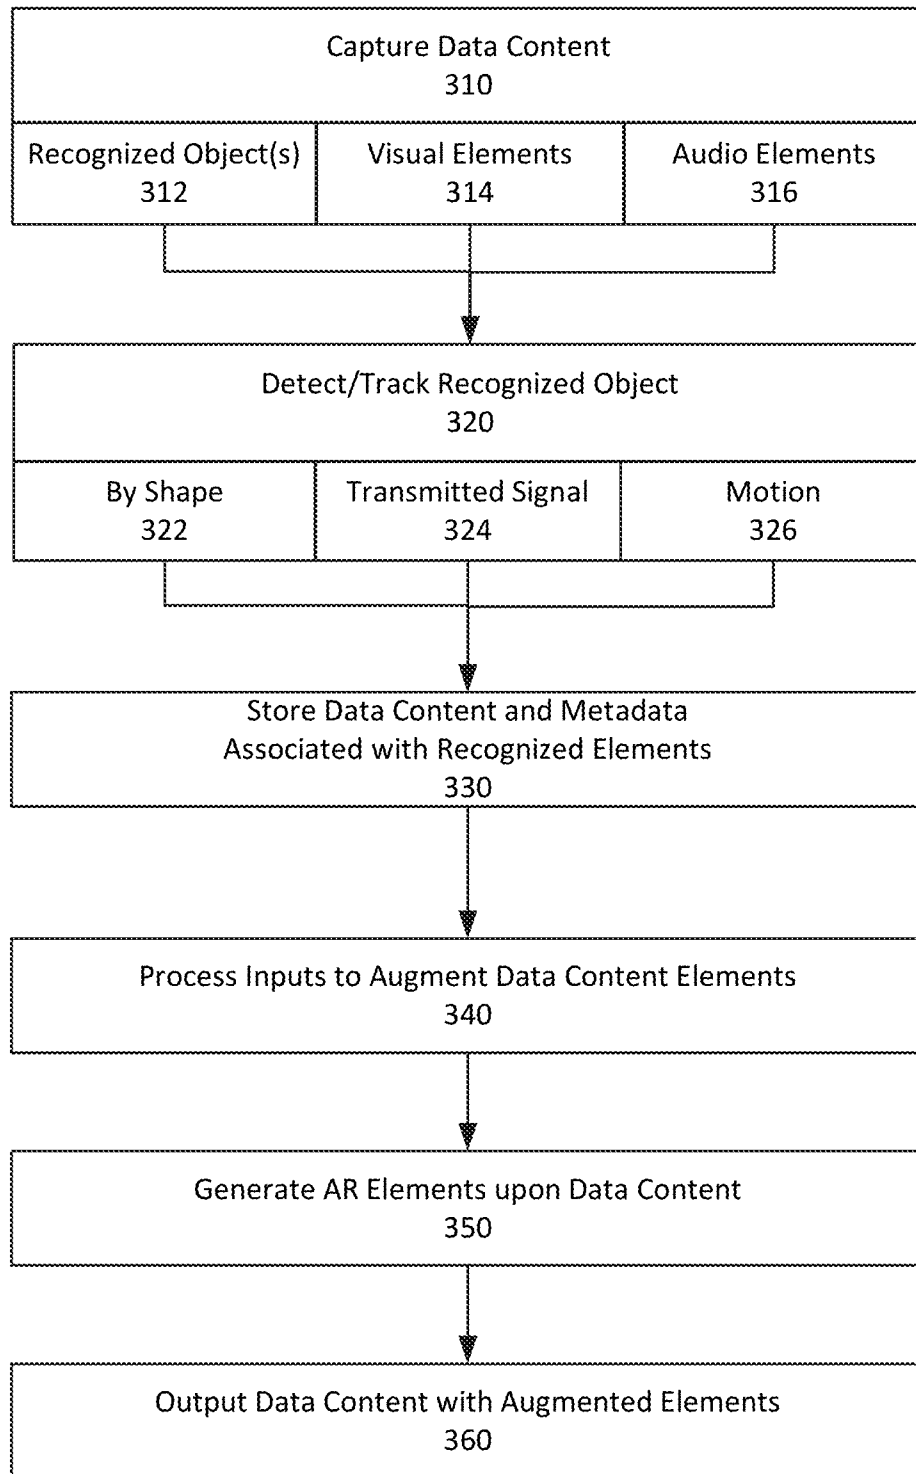 Capture Data Content
310
Recognized Object(s)
312
Visual Elements
314
Audio Elements
316
Detect/Track Recognized Object
320
By Shape
322
Transmitted Signal
324
Motion
326
Store Data Content and Metadata
Associated with Recognized Elements
330
Process Inputs to Augment Data Content Elements
340
Generate AR Elements upon Data Content
350
Output Data Content with Augmented Elements
360